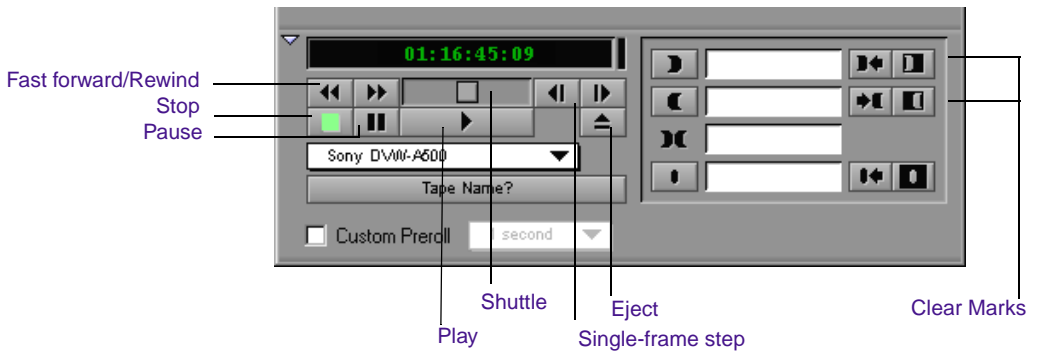 01:16:45:09
Fast forward/Rewind
Stop
Pause
Sony DVW-A500
Tape Name?
Custom Preroll
1 second
Shuttle
Eject
Clear Marks
Play
Single-frame step